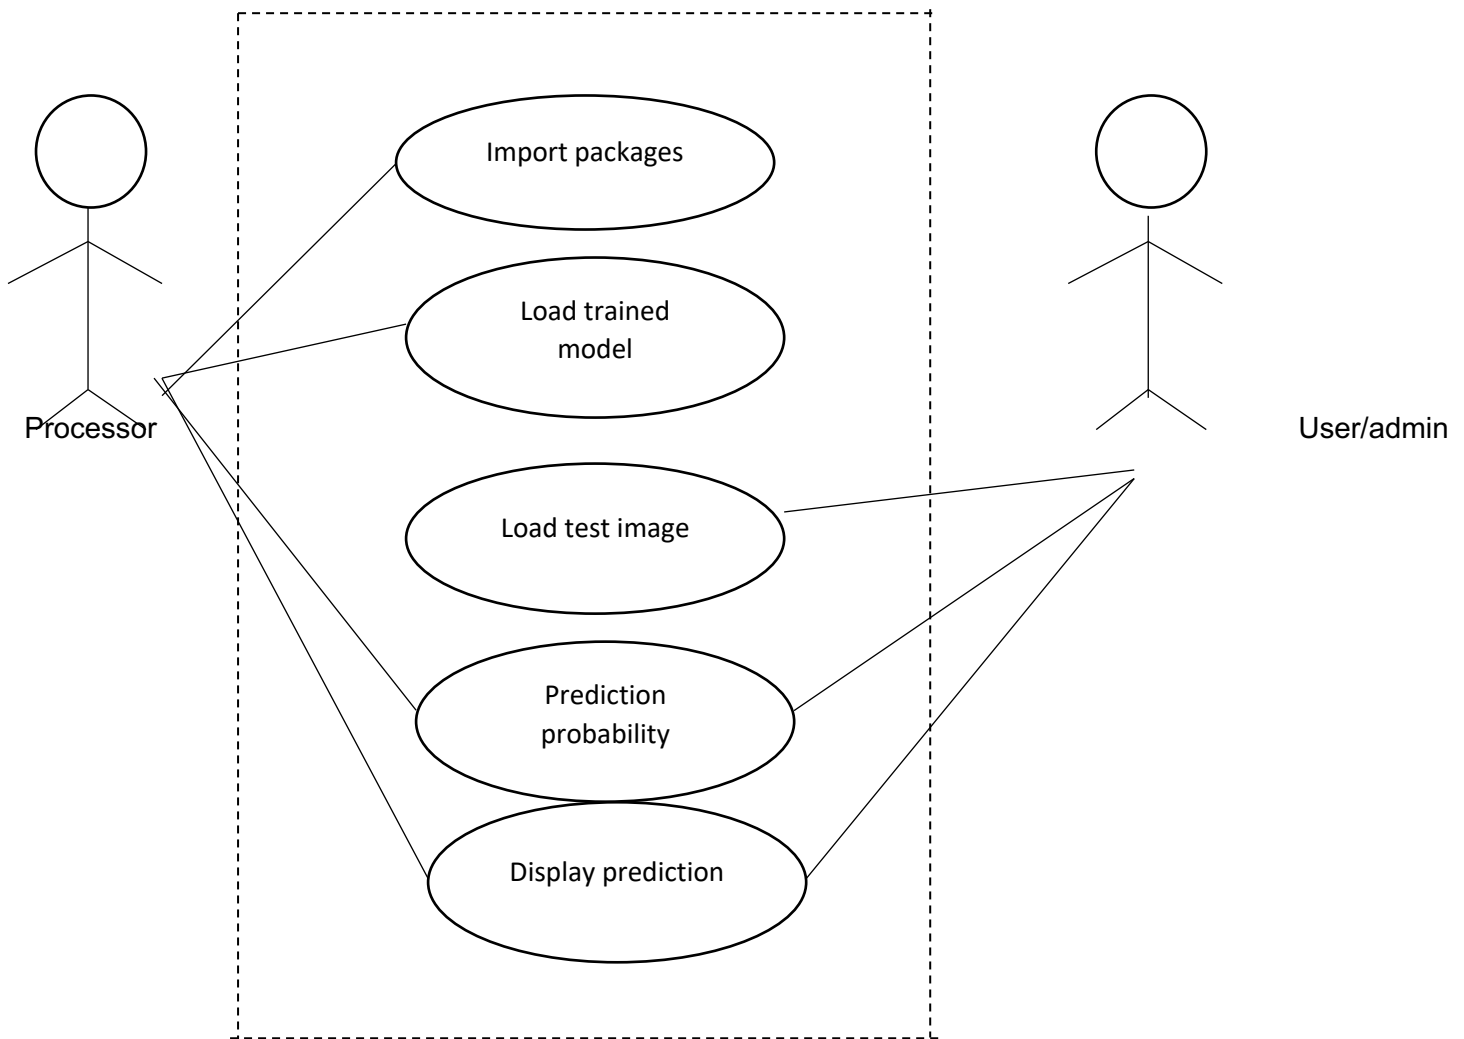 Import packages
Load trained
model
Processor
User/admin
Load test image
Prediction
probability
Display prediction